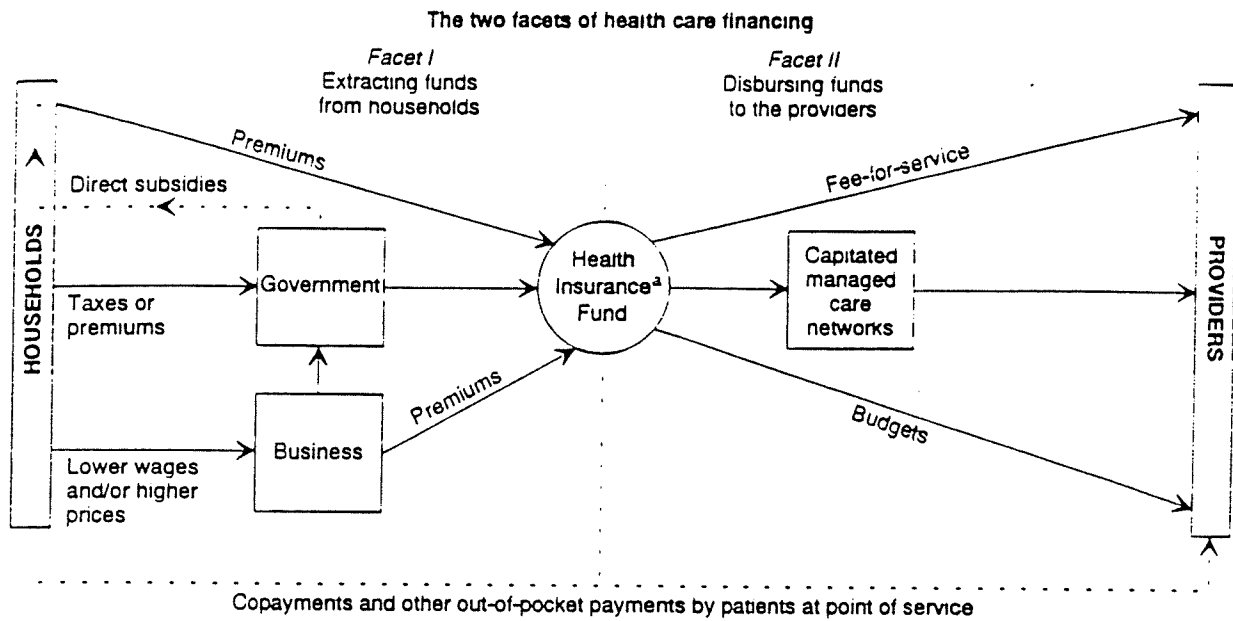 The two facets of health care financing
Facet I
Extracting funds
from households
Facet II
Disbursing funds
to the providers
Premiums
Fee-for-service
Direct subsidies
HOUSEHOLDS
Government
Health
Insuranceª
Fund
Capitated
managed
care
networks
PROVIDERS
Taxes or
premiums
Premiums
Budgets
Business
Lower wages
and/or higher
prices
Copayments and other out-of-pocket payments by patients at point of service